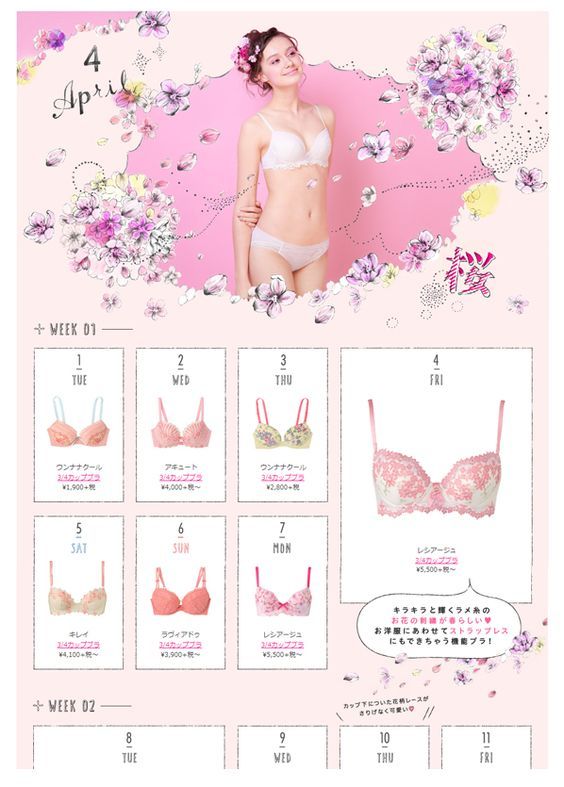 4
April
桜
WEEK 01
1
TUE
ウンナナクール
3/4カップブラ
¥1,900+税
2
WED
アキュート
3/4カップブラ
¥4,000+税〜
3
THU
ウンナナクール
3/4カップブラ
¥2,800+税
4
FRI
レシアージュ
3/4カップブラ
¥5,500+税〜
キラキラと輝くラメ糸の
お花の刺繍が春らしい♥
お洋服にあわせてストラップレス
にもできちゃう機能ブラ!
5
SAT
キレイ
3/4カップブラ
¥4,100+税〜
6
SUN
ラヴィアドゥ
3/4カップブラ
¥3,900+税〜
7
MON
レシアージュ
3/4カップブラ
¥5,500+税〜
WEEK 02
カップ下についた花柄レースが
さりげなく可愛い♡
8
TUE
9
WED
10
THU
11
FRI